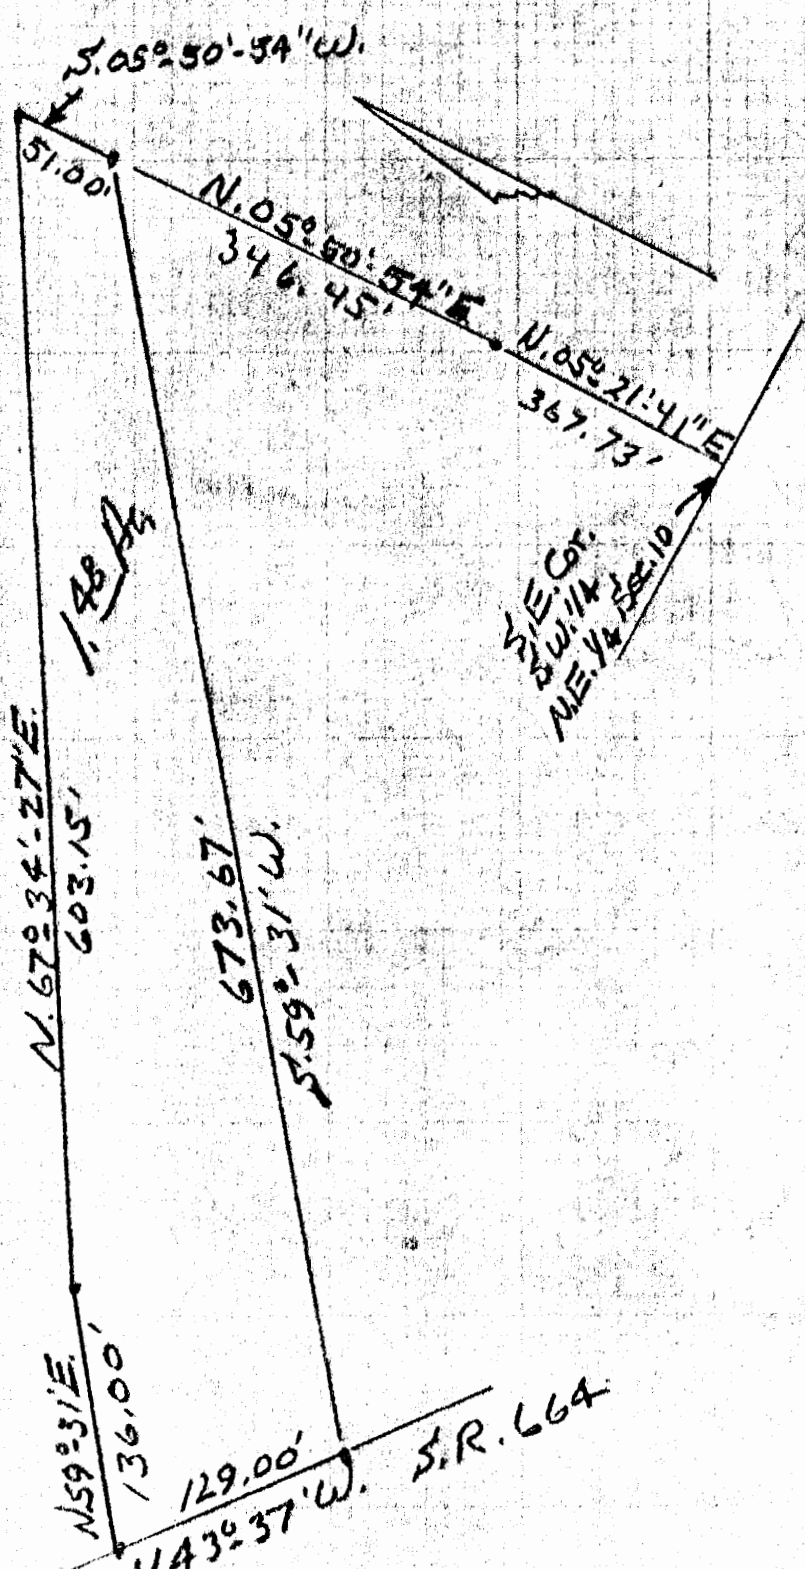 S.05°-50'-54"W.
51.00'
N.05°-50'-54"E
346.45'
N.05°-21'-41"E
367.73'
S.E. Cor.
S.W. 1/4
N.E. 1/4 Sec. 10
1.48 Ac.
N.67°-34'-27"E.
603.15'
673.67'
S.59°-31'W.
N.59°-31'E.
136.00'
129.00'
N43°-37'W.
S.R. 664